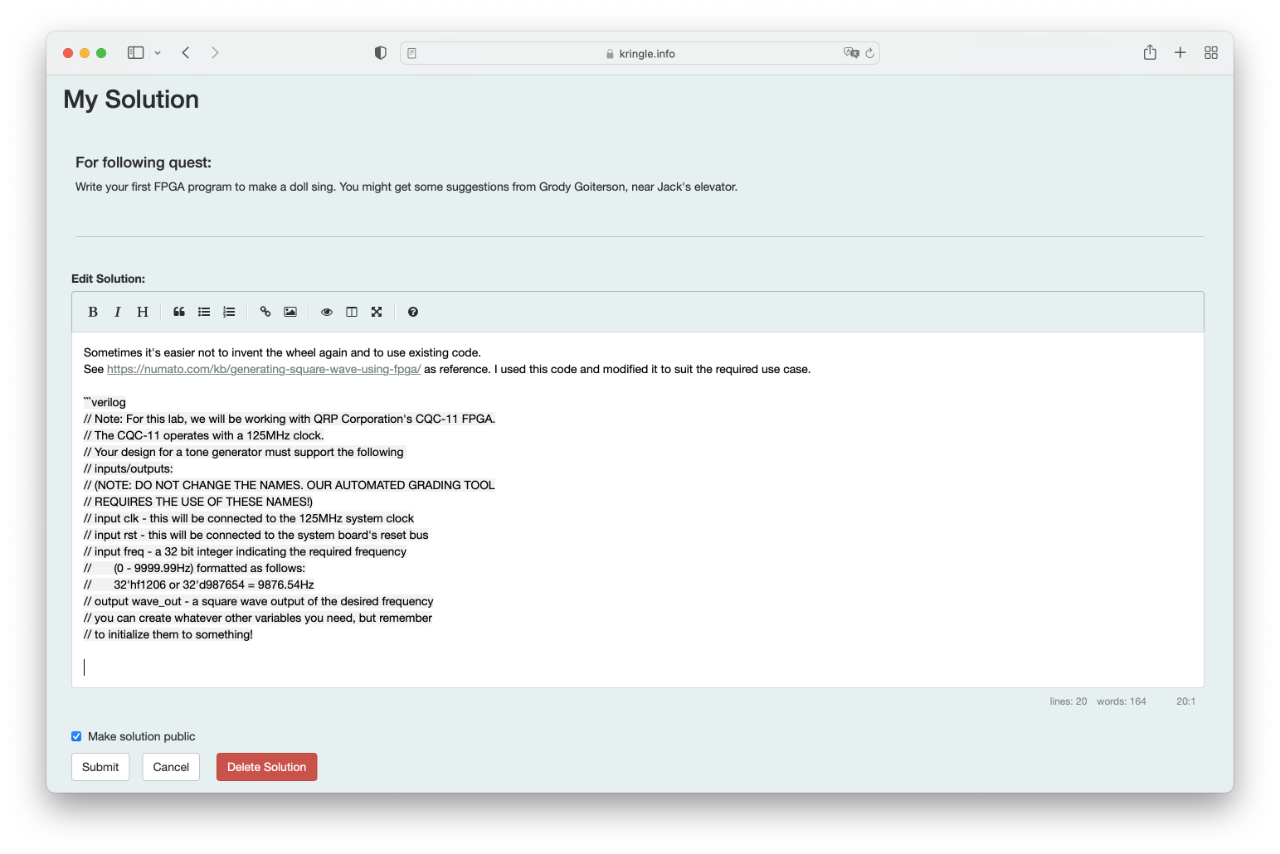 kringle.info
My Solution
For following quest:
Write your first FPGA program to make a doll sing. You might get some suggestions from Grody Goiterson, near Jack's elevator.
Edit Solution:
B I H
Sometimes it's easier not to invent the wheel again and to use existing code.
See https://numato.com/kb/generating-square-wave-using-fpga/ as reference. I used this code and modified it to suit the required use case.
```verilog
// Note: For this lab, we will be working with QRP Corporation's CQC-11 FPGA.
// The CQC-11 operates with a 125MHz clock.
// Your design for a tone generator must support the following
// inputs/outputs:
// (NOTE: DO NOT CHANGE THE NAMES. OUR AUTOMATED GRADING TOOL
// REQUIRES THE USE OF THESE NAMES!)
// input clk - this will be connected to the 125MHz system clock
// input rst - this will be connected to the system board's reset bus
// input freq - a 32 bit integer indicating the required frequency
// (0 - 9999.99Hz) formatted as follows:
// 32'hf1206 or 32'd987654 = 9876.54Hz
// output wave_out - a square wave output of the desired frequency
// you can create whatever other variables you need, but remember
// to initialize them to something!
lines: 20 words: 164 20:1
Make solution public
Submit Cancel Delete Solution